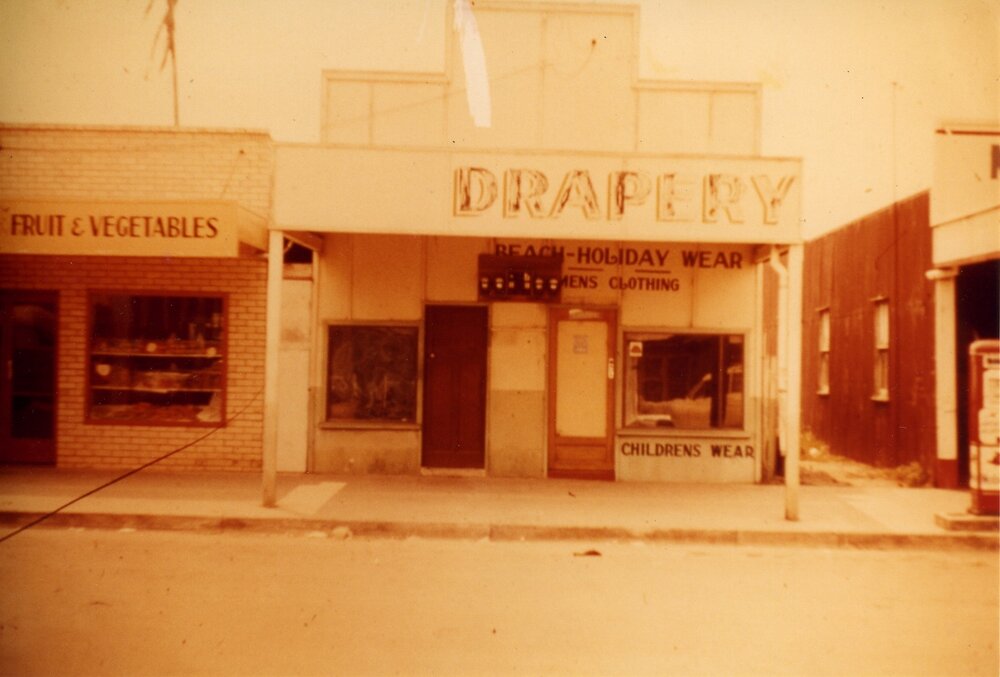 FRUIT & VEGETABLES
DRAPERY
BEACH-HOLIDAY WEAR
MENS CLOTHING
CHILDRENS WEAR